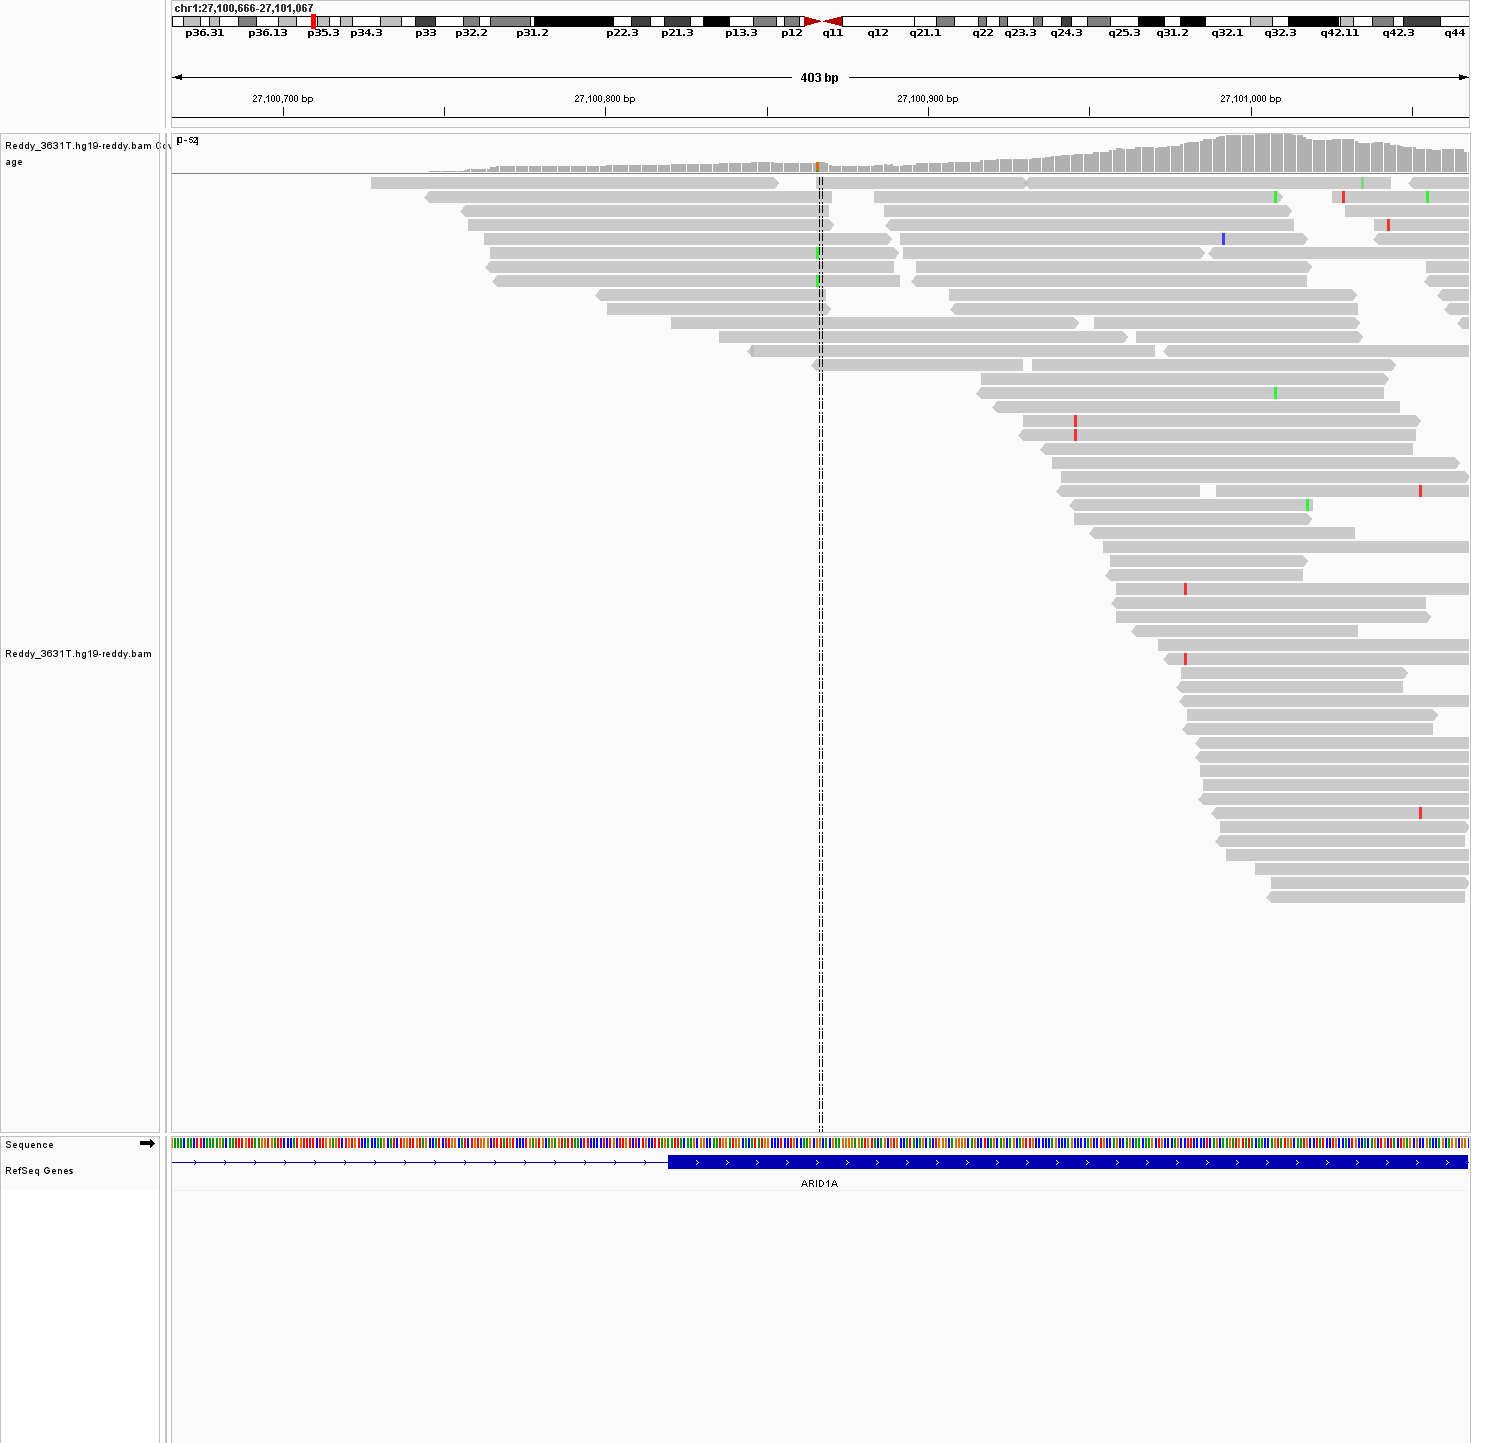 chr1:27,100,666-27,101,067
p36.31 p36.13 p35.3 p34.3 p33 p32.2 p31.2 p22.3 p21.3 p13.3 p12 q11 q12 q21.1 q22 q23.3 q24.3 q25.3 q31.2 q32.1 q32.3 q42.11 q42.3 q44
403 bp
27,100,700 bp 27,100,800 bp 27,100,900 bp 27,101,000 bp
[0-52]
Reddy_3631T.hg19-reddy.bam Cov
age
Reddy_3631T.hg19-reddy.bam
Sequence
RefSeq Genes
ARID1A